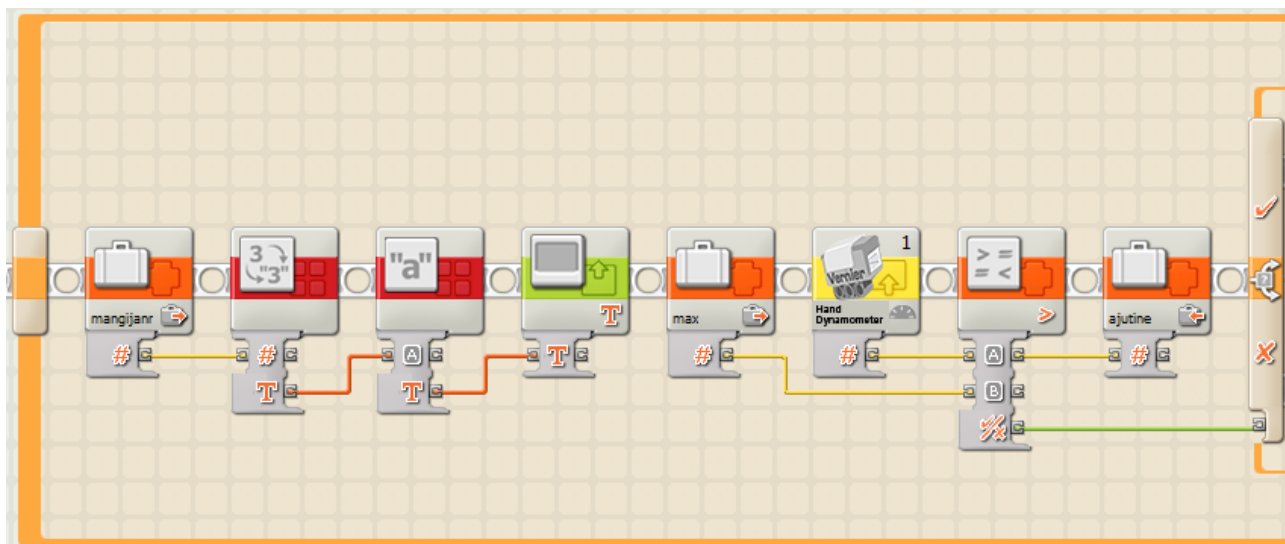 1
3
"3"
"a"
> =
= <
Vernier
mangijanr
max
Hand
Dynamometer
>
ajutine
#
#
A
T
#
#
A
#
T
T
B